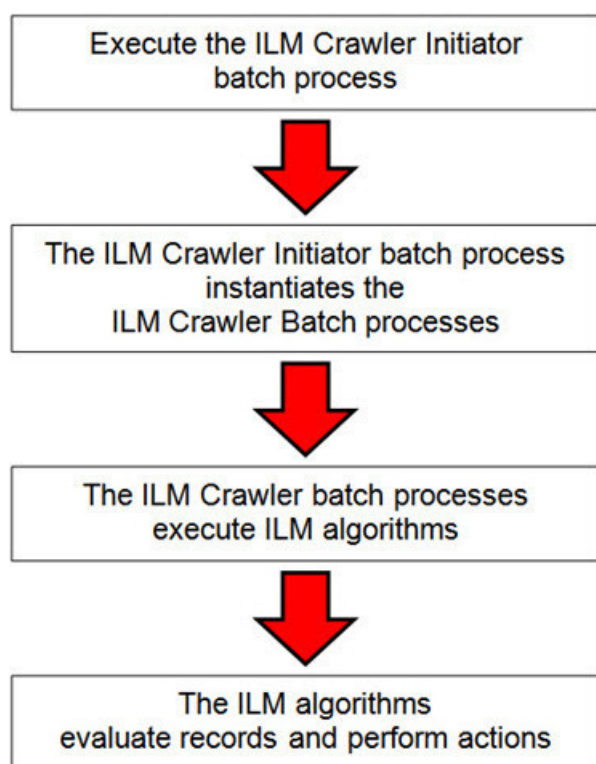 Execute the ILM Crawler Initiator
batch process
The ILM Crawler Initiator batch process
instantiates the
ILM Crawler Batch processes
The ILM Crawler batch processes
execute ILM algorithms
The ILM algorithms
evaluate records and perform actions